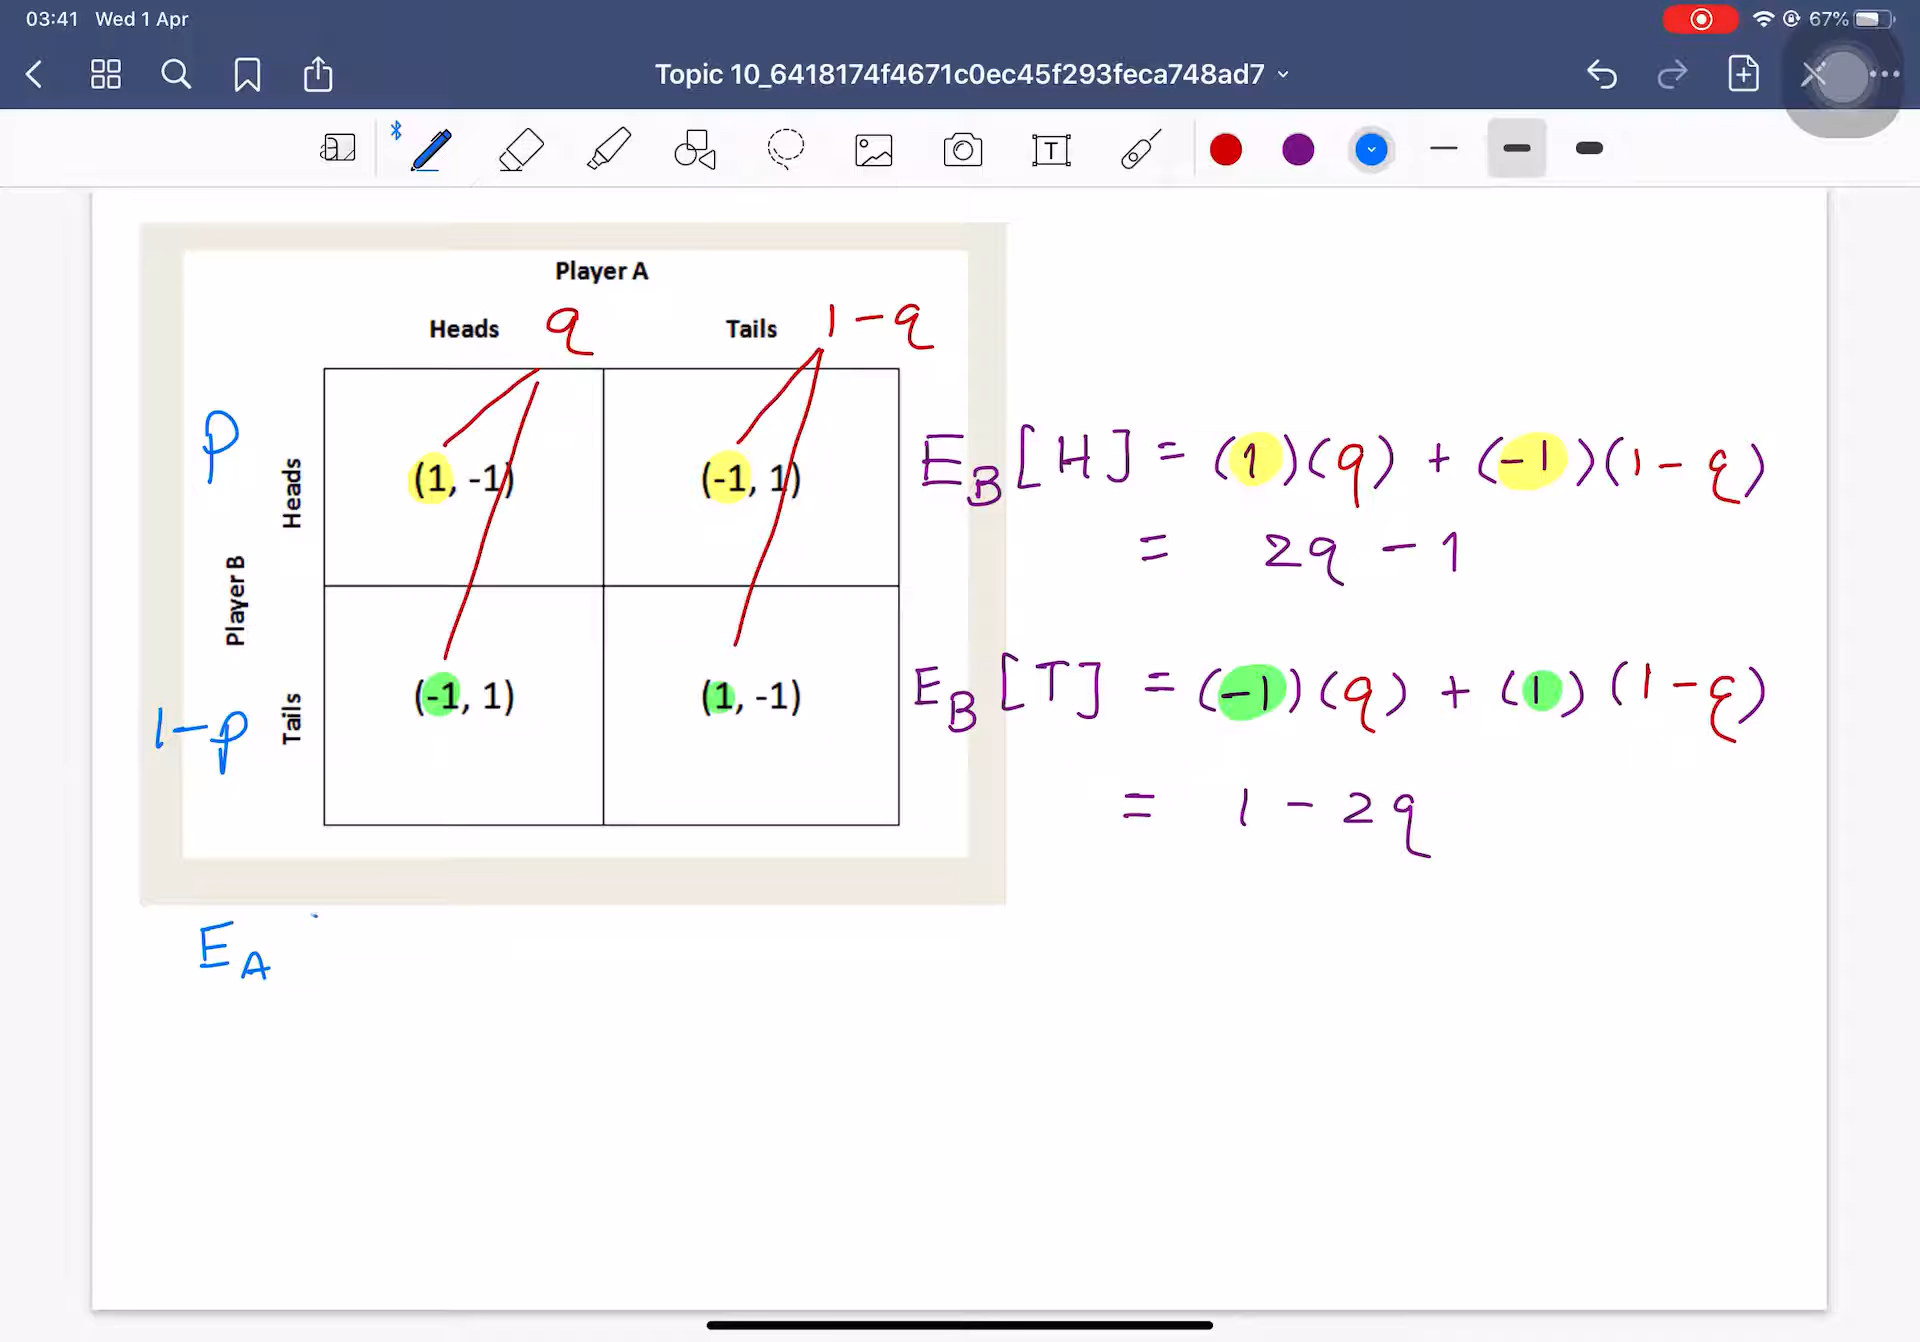 03:41 Wed 1 Apr
67%
Topic 10_6418174f4671c0ec45f293feca748ad7
a
T
Player A
Heads q Tails 1-q
p
Heads
(1, -1) (-1, 1)
E_B[H] = (1)(q) + (-1)(1-q)
= 2q - 1
Player B
1-p
Tails
(-1, 1) (1, -1)
E_B[T] = (-1)(q) + (1)(1-q)
= 1 - 2q
E_A